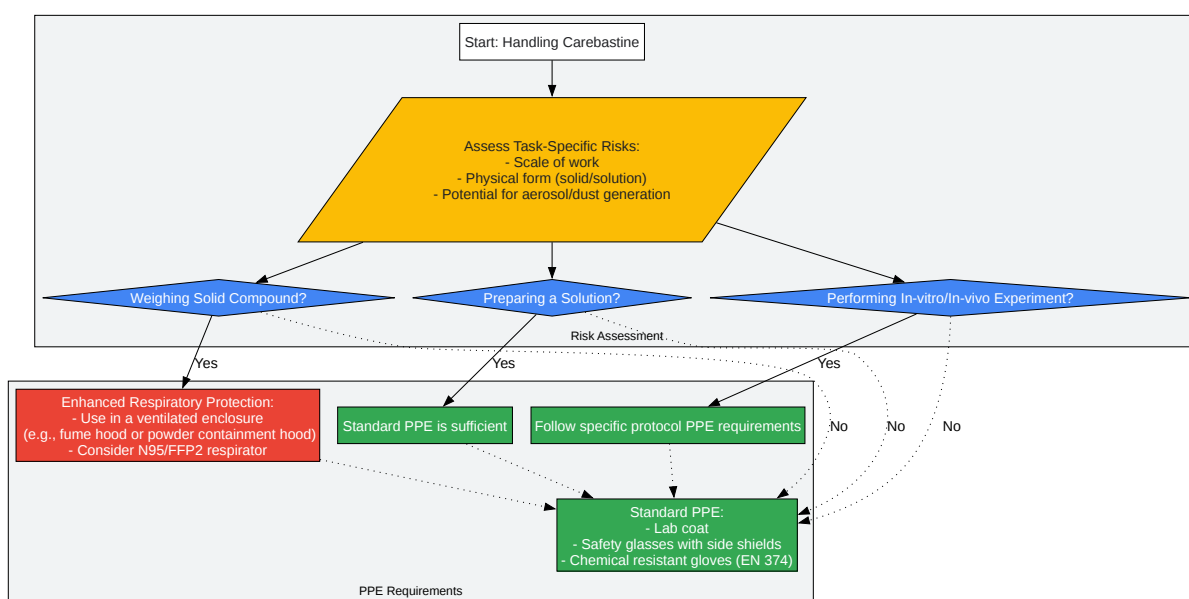 Start: Handling Carebastine
Assess Task-Specific Risks:
- Scale of work
- Physical form (solid/solution)
- Potential for aerosol/dust generation
Weighing Solid Compound?
Preparing a Solution?
Performing In-vitro/In-vivo Experiment?
Risk Assessment
Yes
Yes
Yes
Enhanced Respiratory Protection:
- Use in a ventilated enclosure
(e.g., fume hood or powder containment hood)
- Consider N95/FFP2 respirator
Standard PPE is sufficient
Follow specific protocol PPE requirements
No
No
No
Standard PPE:
- Lab coat
- Safety glasses with side shields
- Chemical resistant gloves (EN 374)
PPE Requirements